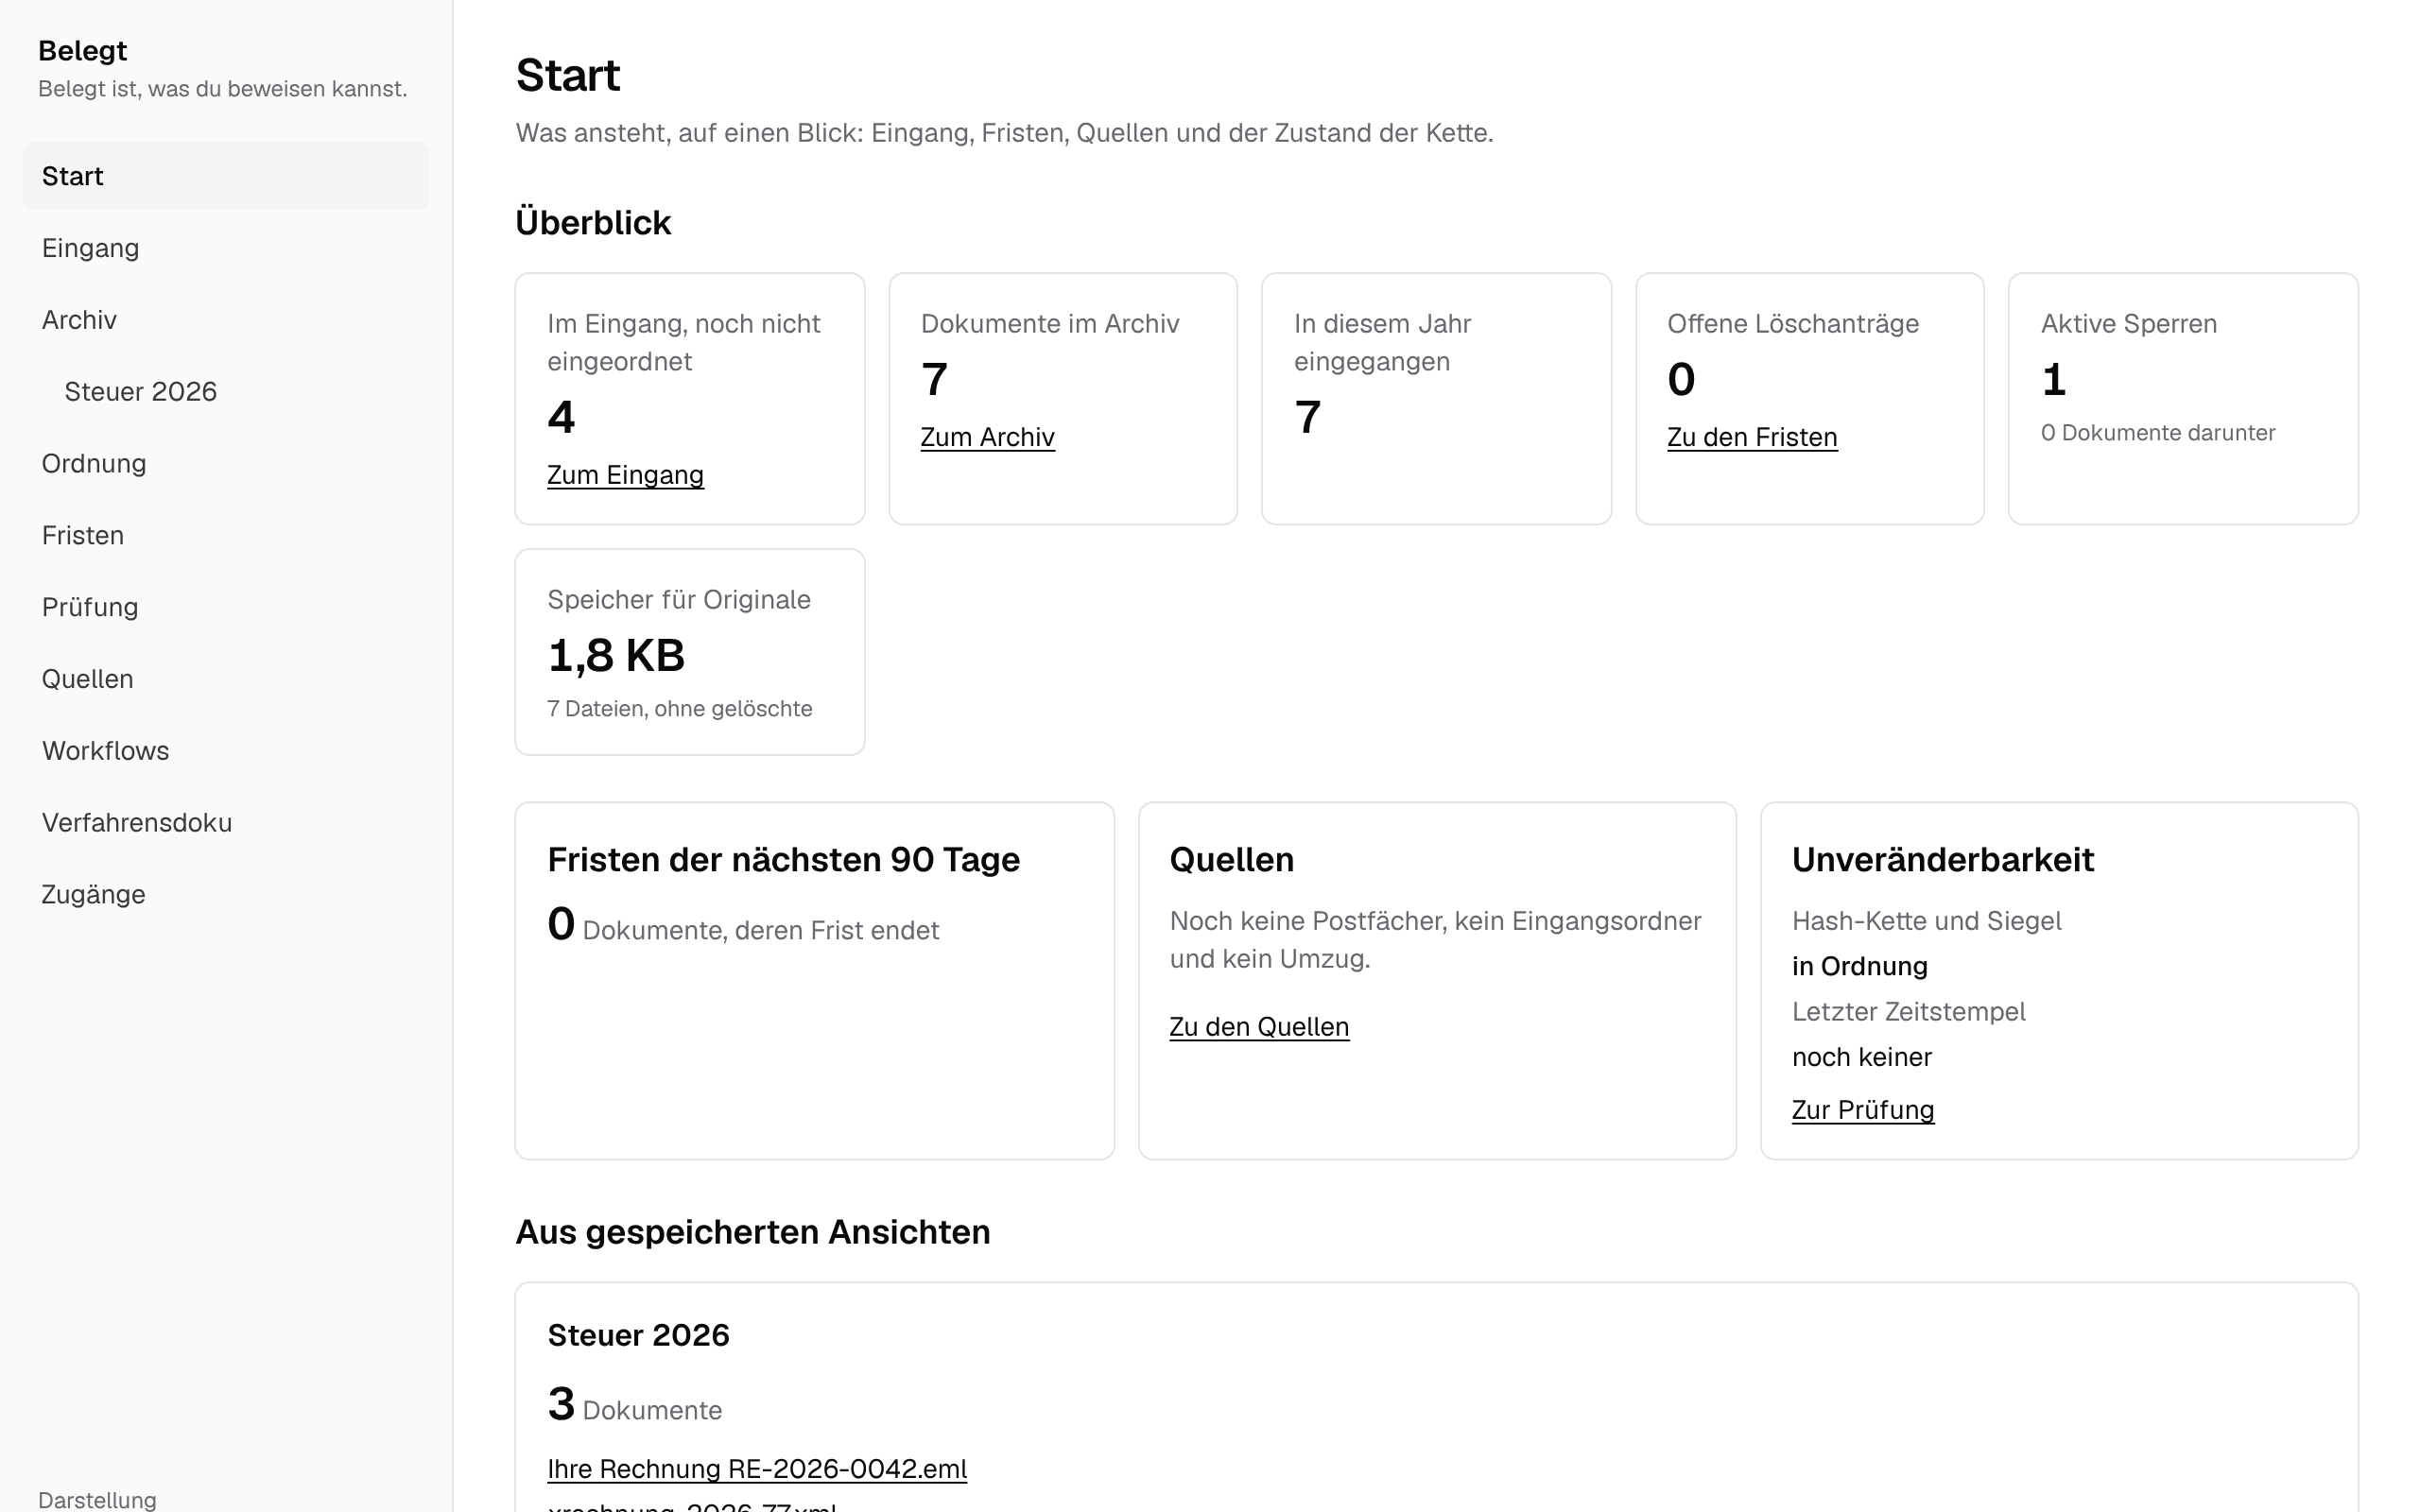 Belegt
Belegt ist, was du beweisen kannst.
Start
Eingang
Archiv
Steuer 2026
Ordnung
Fristen
Prüfung
Quellen
Workflows
Verfahrensdoku
Zugänge
Darstellung
Start
Was ansteht, auf einen Blick: Eingang, Fristen, Quellen und der Zustand der Kette.
Überblick
Im Eingang, noch nicht
eingeordnet
4
Zum Eingang
Dokumente im Archiv
7
Zum Archiv
In diesem Jahr
eingegangen
7
Offene Löschanträge
0
Zu den Fristen
Aktive Sperren
1
0 Dokumente darunter
Speicher für Originale
1,8 KB
7 Dateien, ohne gelöschte
Fristen der nächsten 90 Tage
0 Dokumente, deren Frist endet
Quellen
Noch keine Postfächer, kein Eingangsordner
und kein Umzug.
Zu den Quellen
Unveränderbarkeit
Hash-Kette und Siegel
in Ordnung
Letzter Zeitstempel
noch keiner
Zur Prüfung
Aus gespeicherten Ansichten
Steuer 2026
3 Dokumente
Ihre Rechnung RE-2026-0042.eml
xrechnung-2026-77.xml